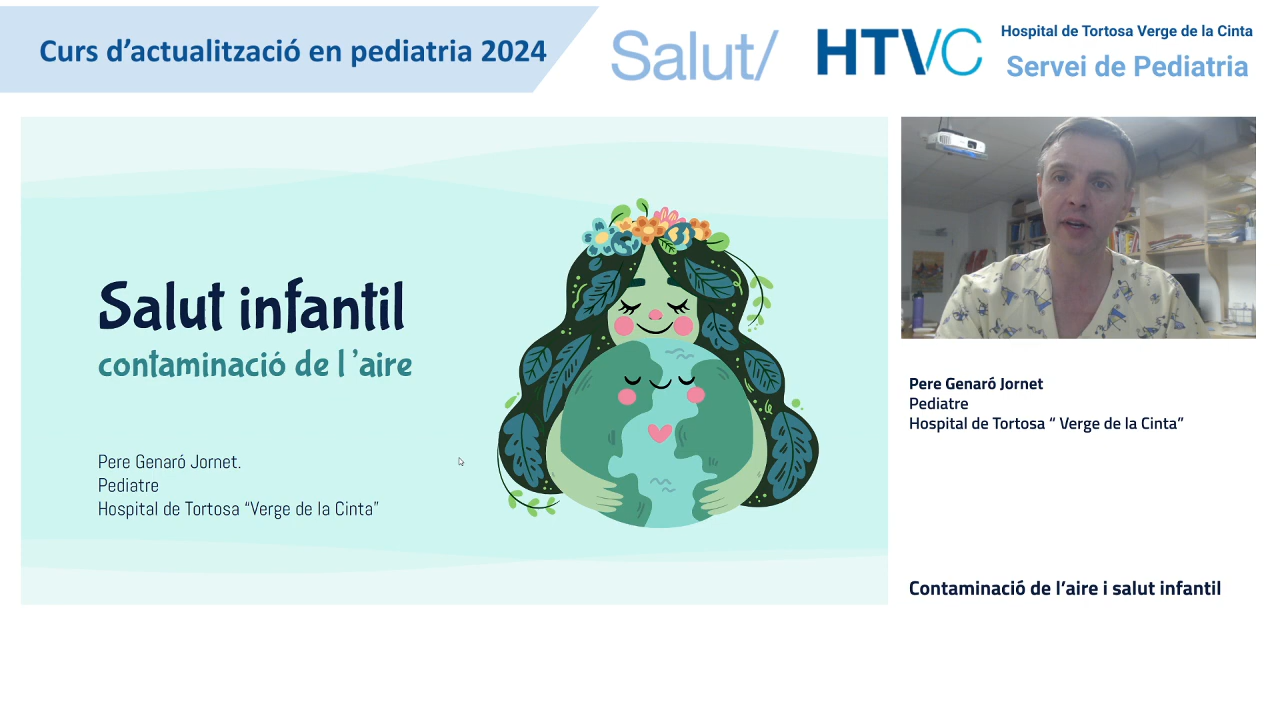 Curs d’actualització en pediatria 2024
Salut/
HTVC
Hospital de Tortosa Verge de la Cinta
Servei de Pediatria
Salut infantil
contaminació de l’aire
Pere Genaró Jornet.
Pediatre
Hospital de Tortosa “Verge de la Cinta”
Pere Genaró Jornet
Pediatre
Hospital de Tortosa “ Verge de la Cinta”
Contaminació de l’aire i salut infantil